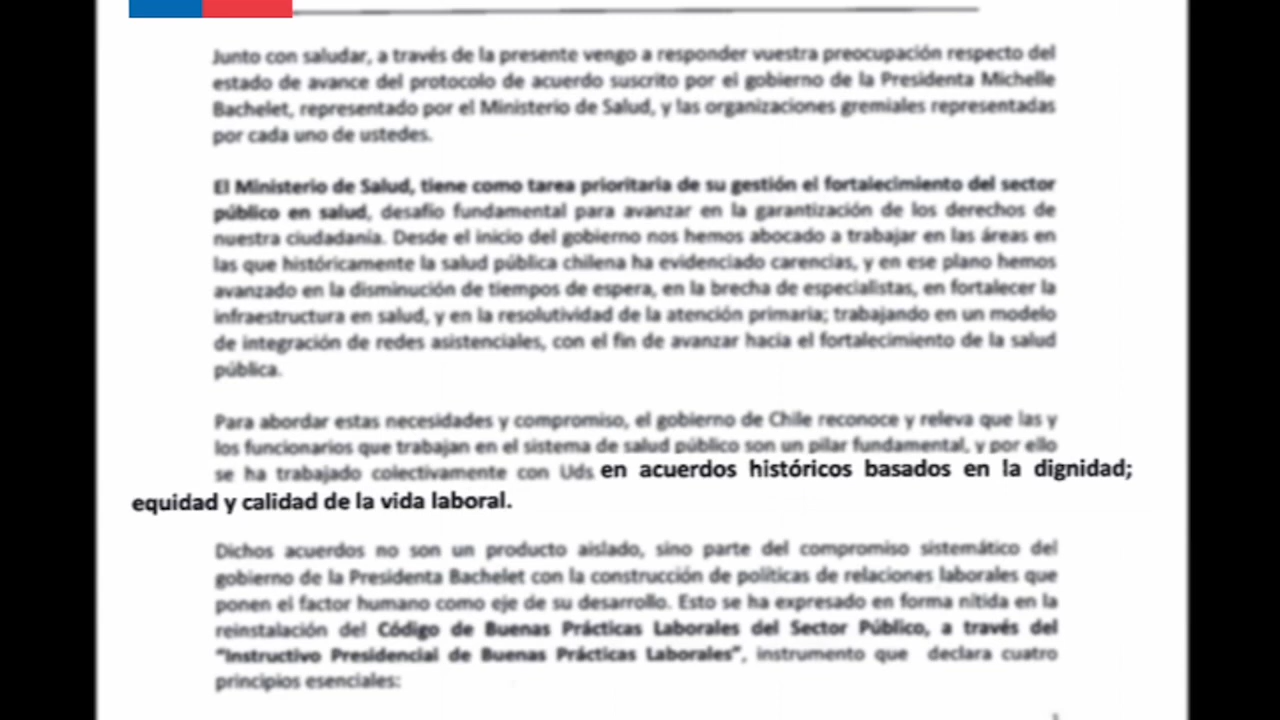 Junto con saludar, a través de la presente vengo a responder vuestra preocupación respecto del
estado de avance del protocolo de acuerdo suscrito por el gobierno de la Presidenta Michelle
Bachelet, representado por el Ministerio de Salud, y las organizaciones gremiales representadas
por cada uno de ustedes.
El Ministerio de Salud, tiene como tarea prioritaria de su gestión el fortalecimiento del sector
público en salud, desafío fundamental para avanzar en la garantización de los derechos de
nuestra ciudadanía. Desde el inicio del gobierno nos hemos abocado a trabajar en las áreas en
las que históricamente la salud pública chilena ha evidenciado carencias, y en ese plano hemos
avanzado en la disminución de tiempos de espera, en la brecha de especialistas, en fortalecer la
infraestructura en salud, y en la resolutividad de la atención primaria; trabajando en un modelo
de integración de redes asistenciales, con el fin de avanzar hacia el fortalecimiento de la salud
pública.
Para abordar estas necesidades y compromiso, el gobierno de Chile reconoce y releva que las y
los funcionarios que trabajan en el sistema de salud público son un pilar fundamental, y por ello
se ha trabajado colectivamente con Uds en acuerdos históricos basados en la dignidad;
equidad y calidad de la vida laboral.
Dichos acuerdos no son un producto aislado, sino parte del compromiso sistemático del
gobierno de la Presidenta Bachelet con la construcción de políticas de relaciones laborales que
ponen el factor humano como eje de su desarrollo. Esto se ha expresado en forma nítida en la
reinstalación del Código de Buenas Prácticas Laborales del Sector Público, a través del
"Instructivo Presidencial de Buenas Prácticas Laborales", instrumento que declara cuatro
principios esenciales: